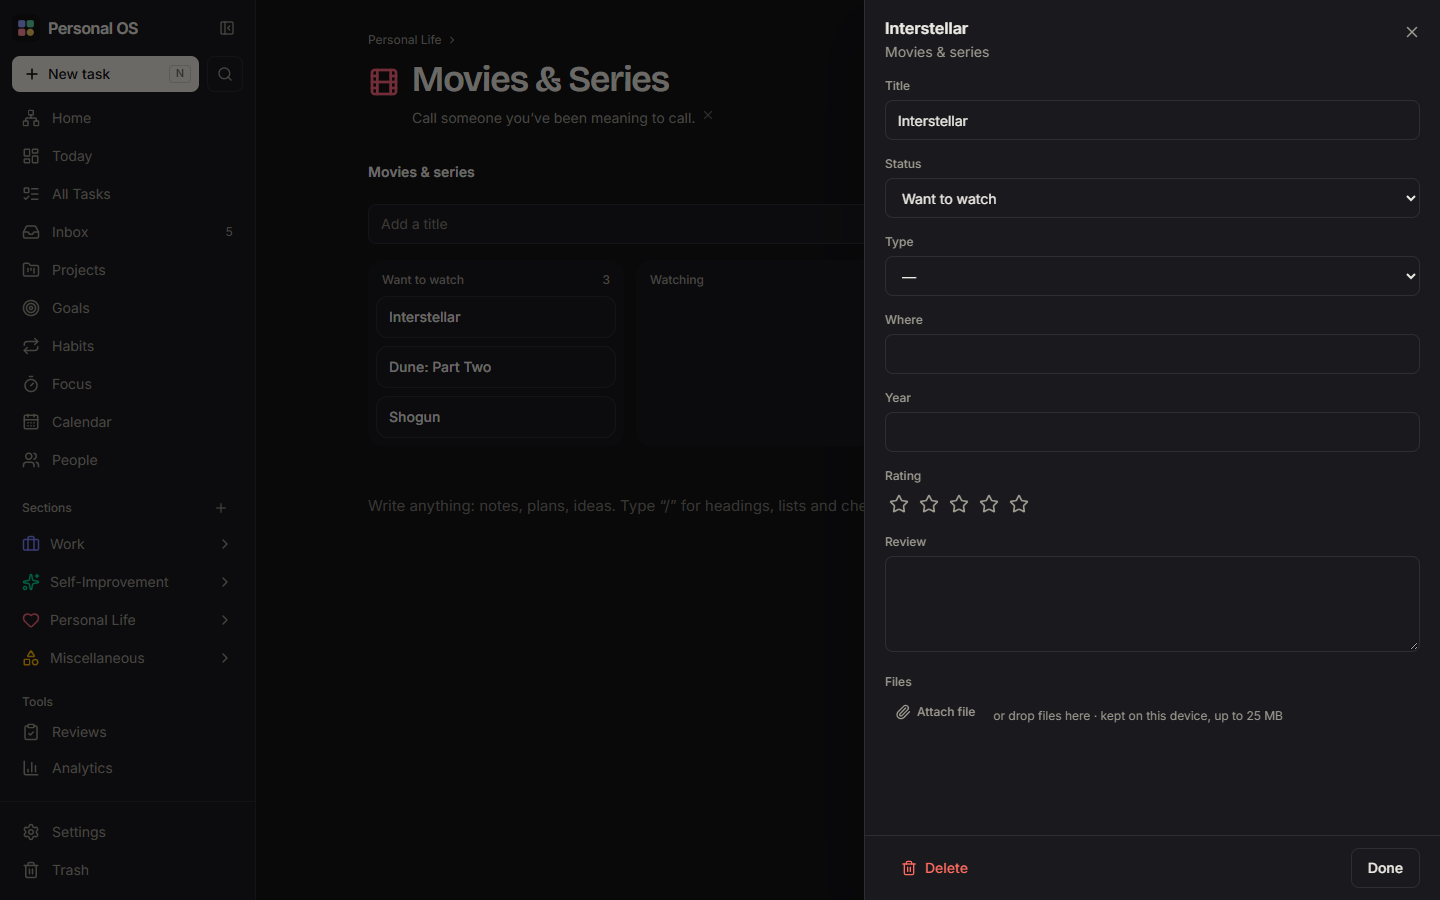 Personal OS
New task
N
Home
Today
All Tasks
Inbox
5
Projects
Goals
Habits
Focus
Calendar
People
Sections
Work
Self-Improvement
Personal Life
Miscellaneous
Tools
Reviews
Analytics
Settings
Trash
Personal Life
Movies & Series
Call someone you've been meaning to call.
Movies & series
Add a title
Want to watch
3
Interstellar
Dune: Part Two
Shogun
Watching
Write anything: notes, plans, ideas. Type “/” for headings, lists and che
Interstellar
Movies & series
Title
Interstellar
Status
Want to watch
Type
—
Where
Year
Rating
Review
Files
Attach file
or drop files here · kept on this device, up to 25 MB
Delete
Done